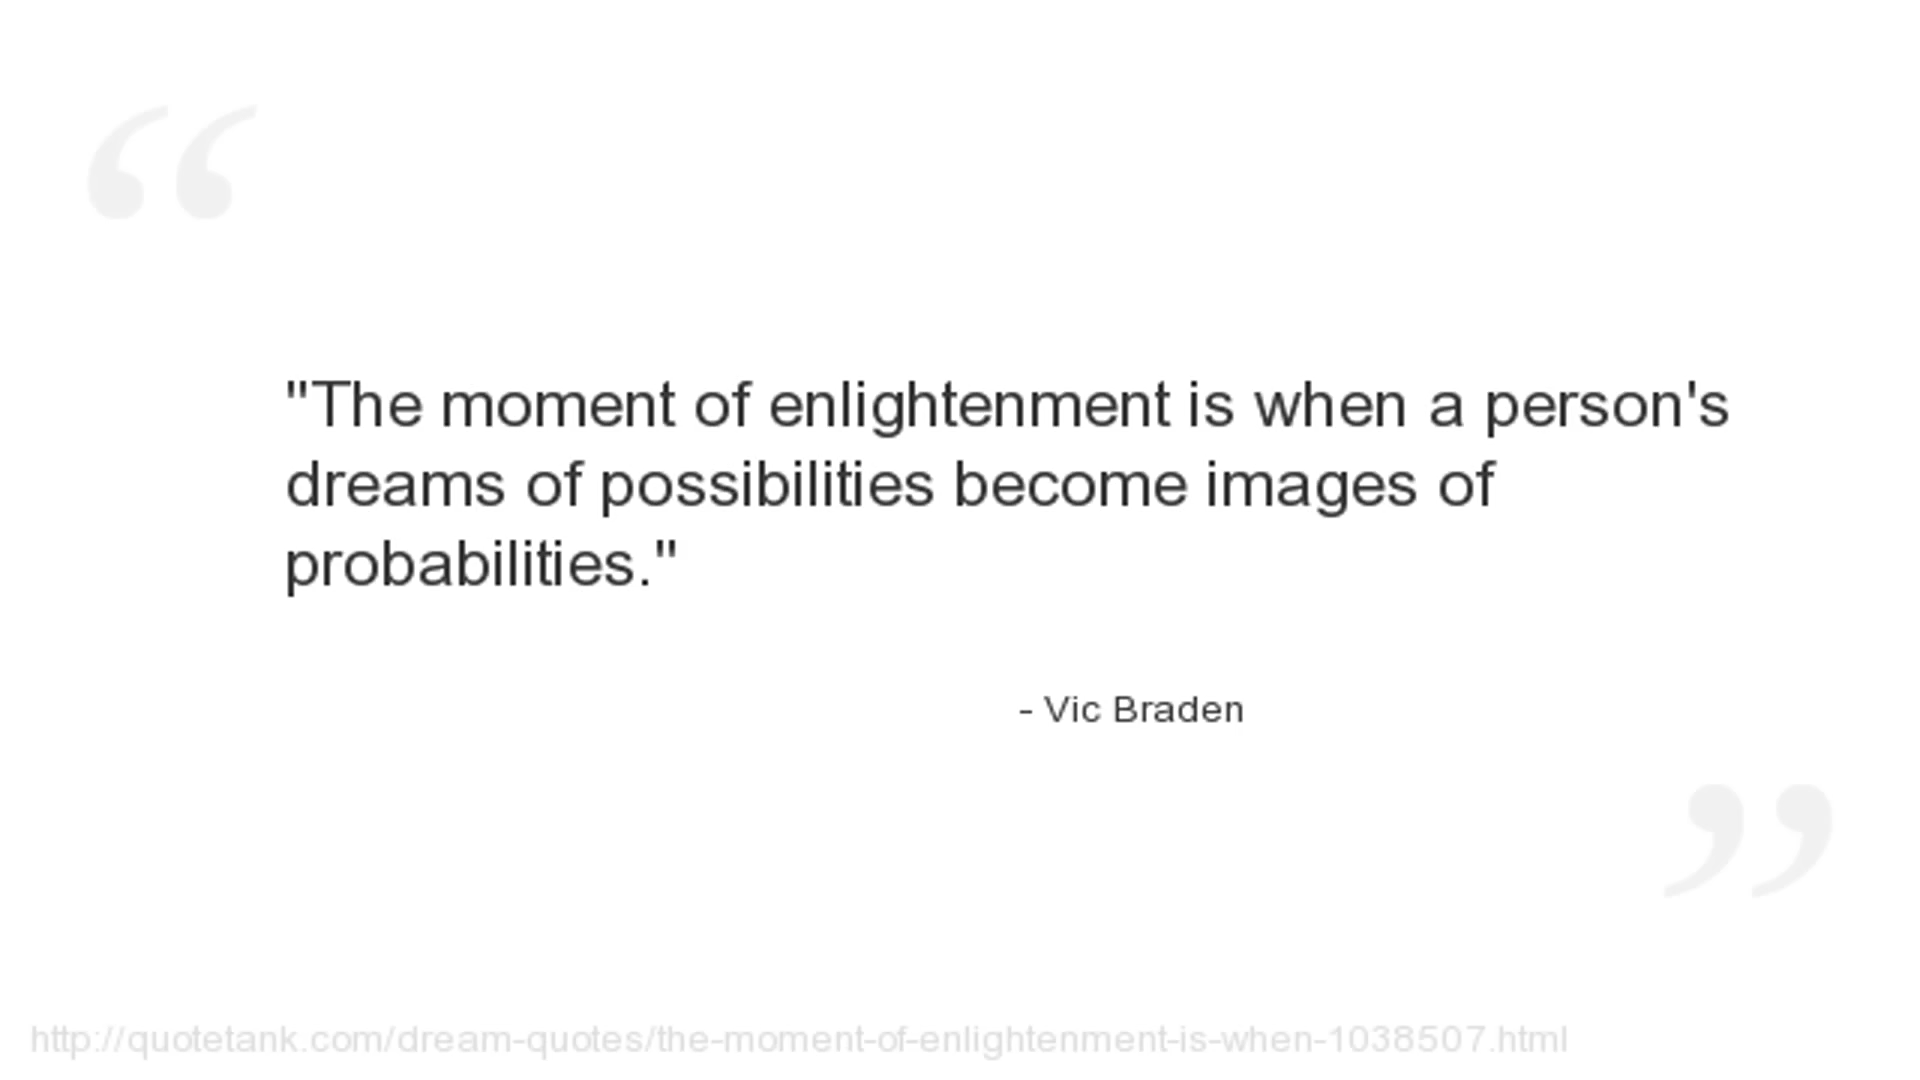 "The moment of enlightenment is when a person's
dreams of possibilities become images of
probabilities."
- Vic Braden
http://quotetank.com/dream-quotes/the-moment-of-enlightenment-is-when-1038507.html